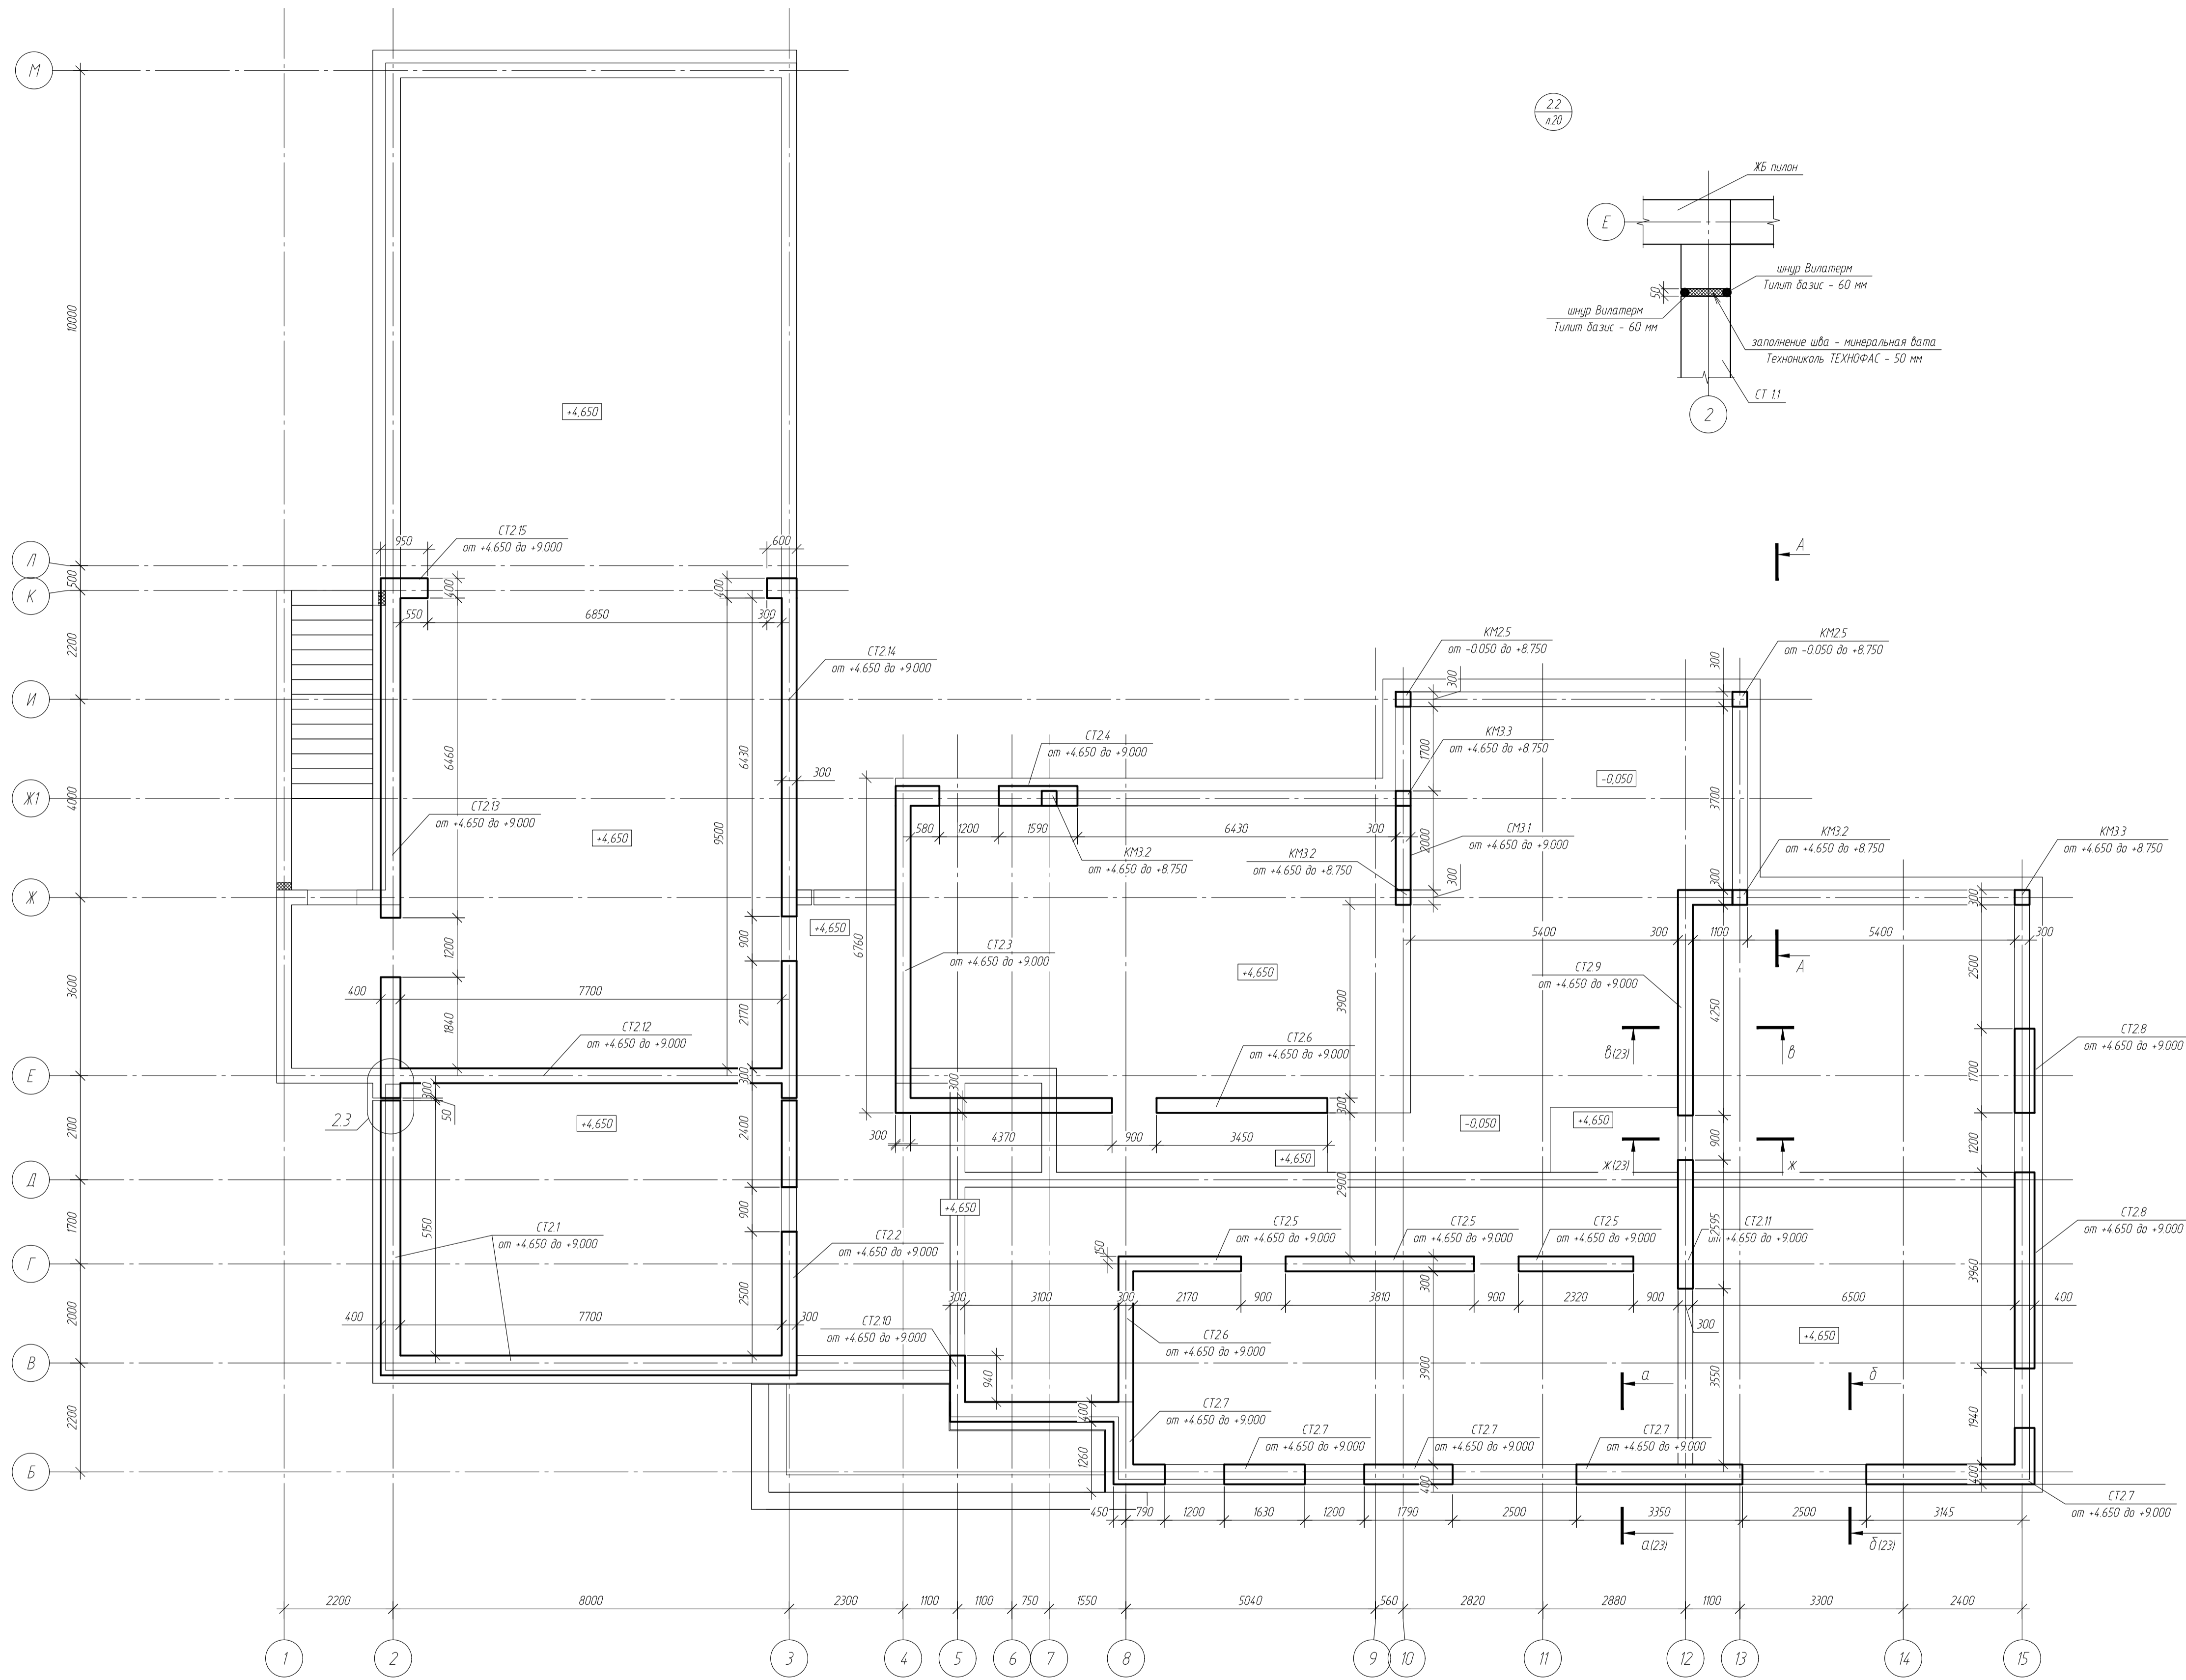 М
2.2
л.20
ЖБ пилон
Е
шнур Вилатерм
Тилит базис - 60 мм
50
шнур Вилатерм
Тилит базис - 60 мм
заполнение шва - минеральная вата
Технониколь ТЕХНОФАС - 50 мм
СТ 1.1
2
10000
+4,650
СТ2.15
от +4.650 до +9.000
950
600
А
Л
500
К
400
400
550
6850
300
2200
СТ2.14
от +4.650 до +9.000
КМ2.5
от -0.050 до +8.750
КМ2.5
от -0.050 до +8.750
300
300
И
6460
6430
СТ2.4
от +4.650 до +9.000
КМ3.3
от +4.650 до +8.750
1700
300
-0,050
3700
Ж1
4000
СТ2.13
от +4.650 до +9.000
+4,650
9500
580
1200
1590
6430
300
2000
СМ3.1
от +4.650 до +9.000
КМ3.2
от +4.650 до +8.750
КМ3.2
от +4.650 до +8.750
КМ3.2
от +4.650 до +8.750
КМ3.3
от +4.650 до +8.750
300
300
300
Ж
+4,650
6760
1200
900
СТ2.3
от +4.650 до +9.000
5400
300
1100
5400
300
А
2500
+4,650
СТ2.9
от +4.650 до +9.000
3600
400
7700
2170
1840
3900
4250
СТ2.12
от +4.650 до +9.000
СТ2.6
от +4.650 до +9.000
в(23)
в
СТ2.8
от +4.650 до +9.000
Е
300
300
300
1700
50
2.3
+4,650
2400
2100
300
-0,050
+4,650
300
4370
900
3450
900
1200
+4,650
Ж(23)
Ж
Д
2900
900
1700
5150
+4,650
СТ2.1
от +4.650 до +9.000
СТ2.2
от +4.650 до +9.000
СТ2.5
от +4.650 до +9.000
СТ2.5
от +4.650 до +9.000
СТ2.5
от +4.650 до +9.000
2595
СТ2.11
от +4.650 до +9.000
СТ2.8
от +4.650 до +9.000
150
Г
300
3960
2500
300
3100
300
2170
900
3810
900
2320
900
6500
400
2000
400
7700
300
СТ2.10
от +4.650 до +9.000
СТ2.6
от +4.650 до +9.000
300
+4,650
В
940
3900
3550
а
б
2200
400
СТ2.7
от +4.650 до +9.000
1940
СТ2.7
от +4.650 до +9.000
СТ2.7
от +4.650 до +9.000
СТ2.7
от +4.650 до +9.000
1260
Б
400
400
СТ2.7
от +4.650 до +9.000
450
790
1200
1630
1200
1790
2500
3350
2500
3145
а(23)
б(23)
2200
8000
2300
1100
1100
750
1550
5040
560
2820
2880
1100
3300
2400
1
2
3
4
5
6
7
8
9
10
11
12
13
14
15